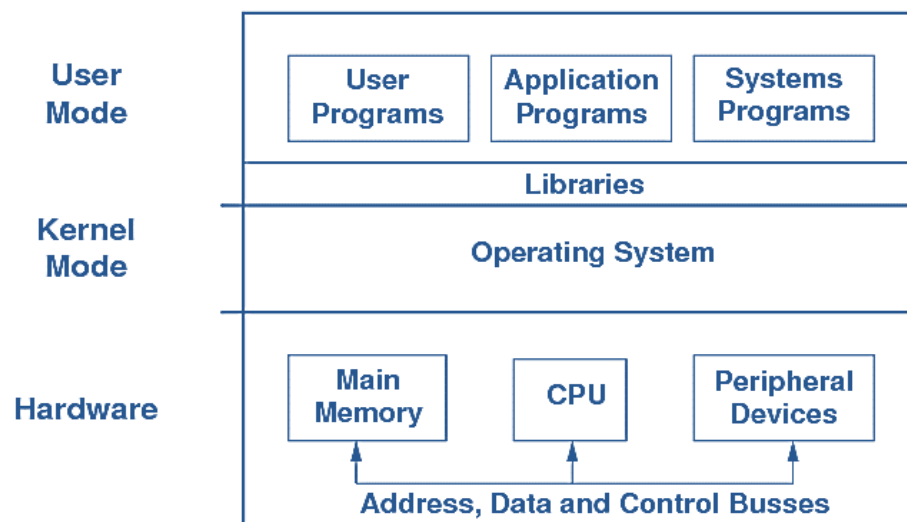 User
Mode
User
Programs
Application
Programs
Systems
Programs
Libraries
Kernel
Mode
Operating System
Hardware
Main
Memory
CPU
Peripheral
Devices
Address, Data and Control Busses